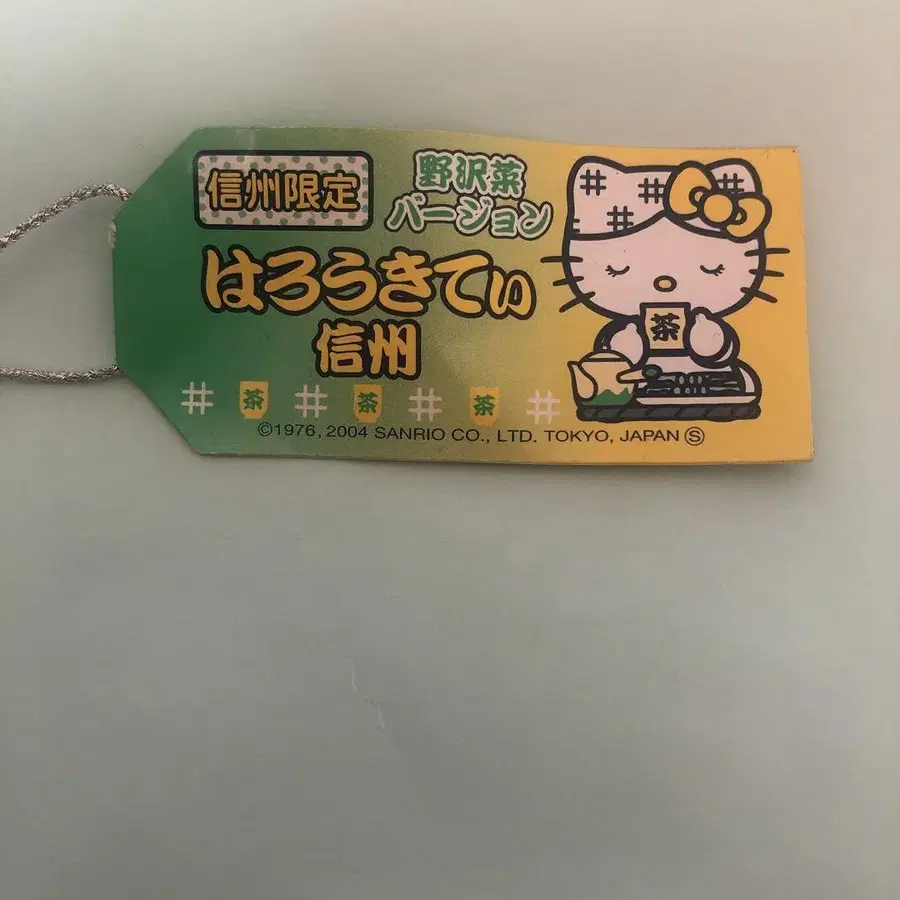 信州限定
野沢菜
バージョン
はろうきてぃ
信州
茶
茶 茶 茶
©1976, 2004 SANRIO CO., LTD. TOKYO, JAPAN Ⓢ